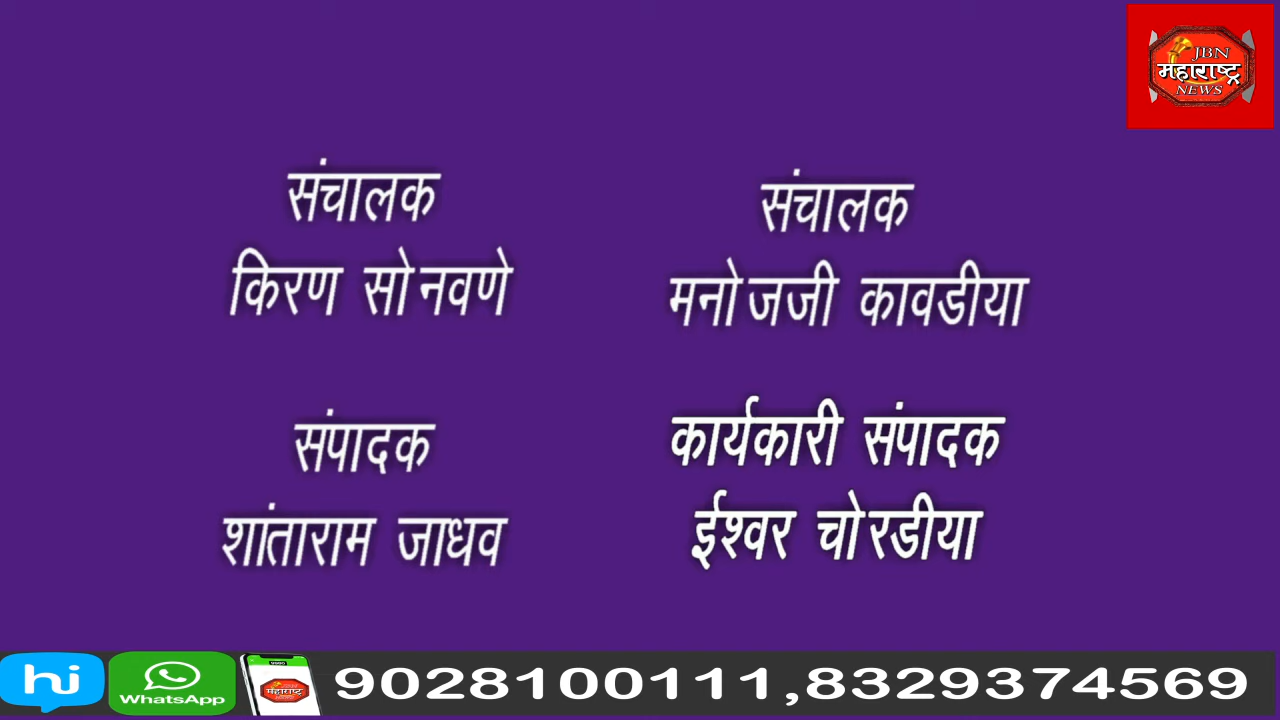 JBN
महाराष्ट्र
NEWS
संचालक
किरण सोनवणे
संचालक
मनोजजी कावडीया
संपादक
शांताराम जाधव
कार्यकारी संपादक
ईश्वर चोरडीया
hi
WhatsApp
महाराष्ट्र
9028100111,8329374569